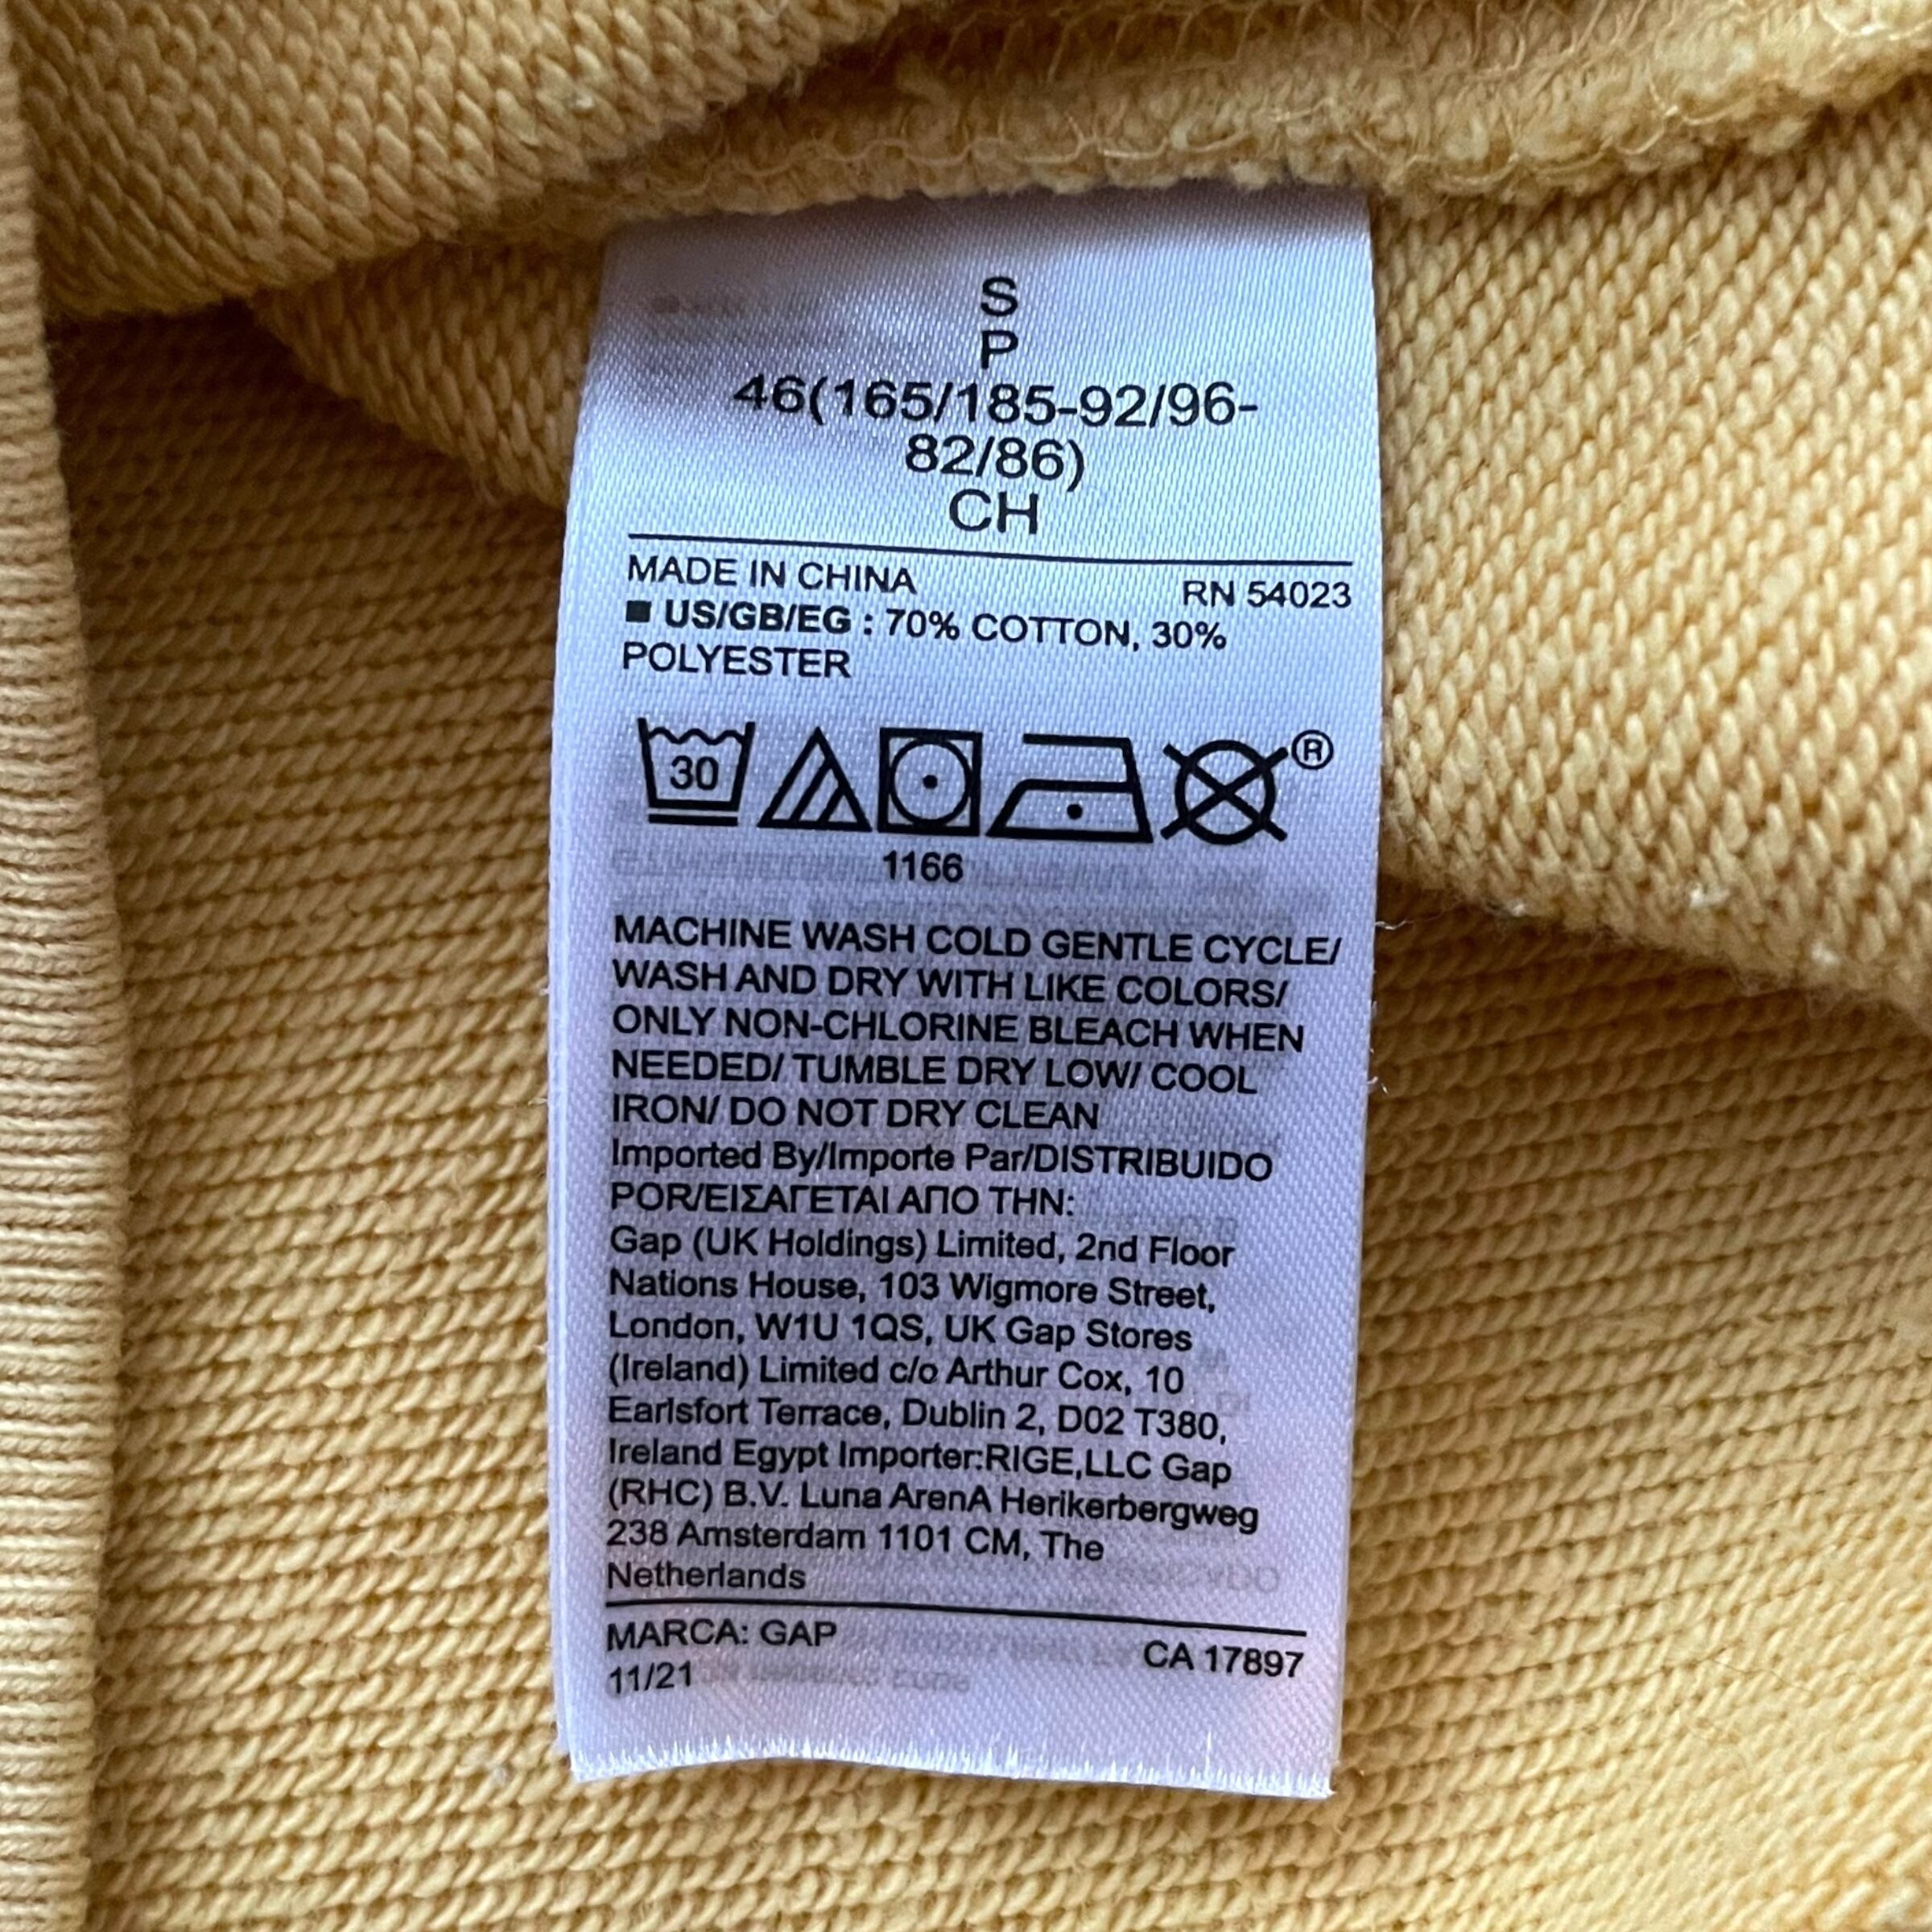 S
P
46(165/185-92/96-
82/86)
CH
MADE IN CHINA RN 54023
■ US/GB/EG : 70% COTTON, 30%
POLYESTER
30 ®
1166
MACHINE WASH COLD GENTLE CYCLE/
WASH AND DRY WITH LIKE COLORS/
ONLY NON-CHLORINE BLEACH WHEN
NEEDED/ TUMBLE DRY LOW/ COOL
IRON/ DO NOT DRY CLEAN
Imported By/Importe Par/DISTRIBUIDO
POR/ΕΙΣΑΓΕΤΑΙ ΑΠΟ ΤΗΝ:
Gap (UK Holdings) Limited, 2nd Floor
Nations House, 103 Wigmore Street,
London, W1U 1QS, UK Gap Stores
(Ireland) Limited c/o Arthur Cox, 10
Earlsfort Terrace, Dublin 2, D02 T380,
Ireland Egypt Importer:RIGE,LLC Gap
(RHC) B.V. Luna ArenA Herikerbergweg
238 Amsterdam 1101 CM, The
Netherlands
MARCA: GAP CA 17897
11/21